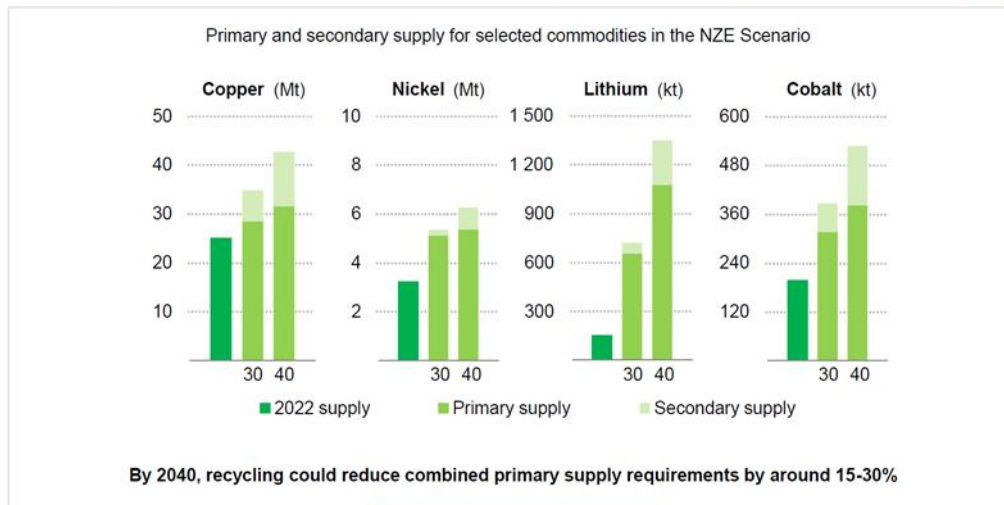 Primary and secondary supply for selected commodities in the NZE Scenario
Copper (Mt)
50
40
30
20
10
30 40
Nickel (Mt)
10
8
6
4
2
30 40
Lithium (kt)
1 500
1 200
900
600
300
30 40
Cobalt (kt)
600
480
360
240
120
30 40
2022 supply
Primary supply
Secondary supply
By 2040, recycling could reduce combined primary supply requirements by around 15-30%